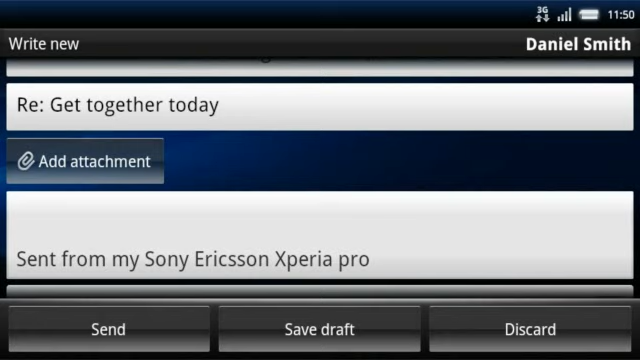 3G 11:50
Write new Daniel Smith
Re: Get together today
Add attachment
Sent from my Sony Ericsson Xperia pro
Send Save draft Discard